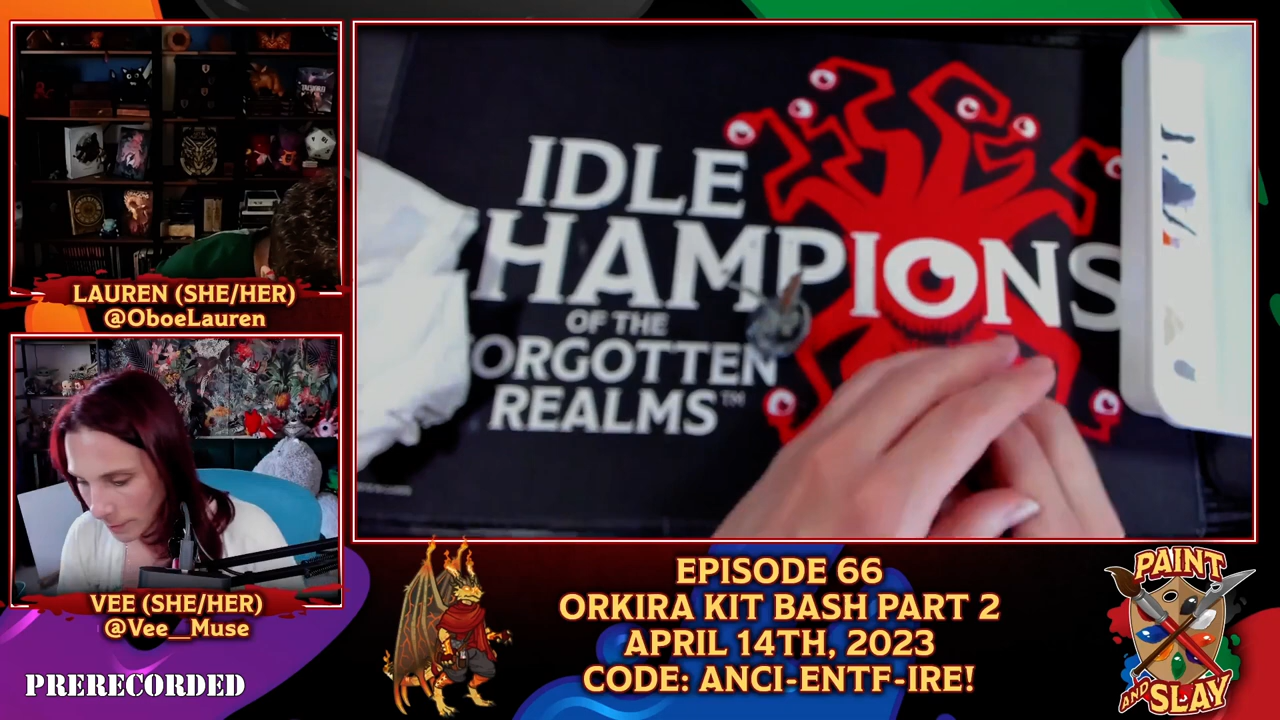 LAUREN (SHE/HER)
@OboeLauren
VEE (SHE/HER)
@Vee__Muse
PRERECORDED
IDLE
CHAMPIONS
OF THE
FORGOTTEN
REALMS™
EPISODE 66
ORKIRA KIT BASH PART 2
APRIL 14TH, 2023
CODE: ANCI-ENTF-IRE!
PAINT
AND SLAY